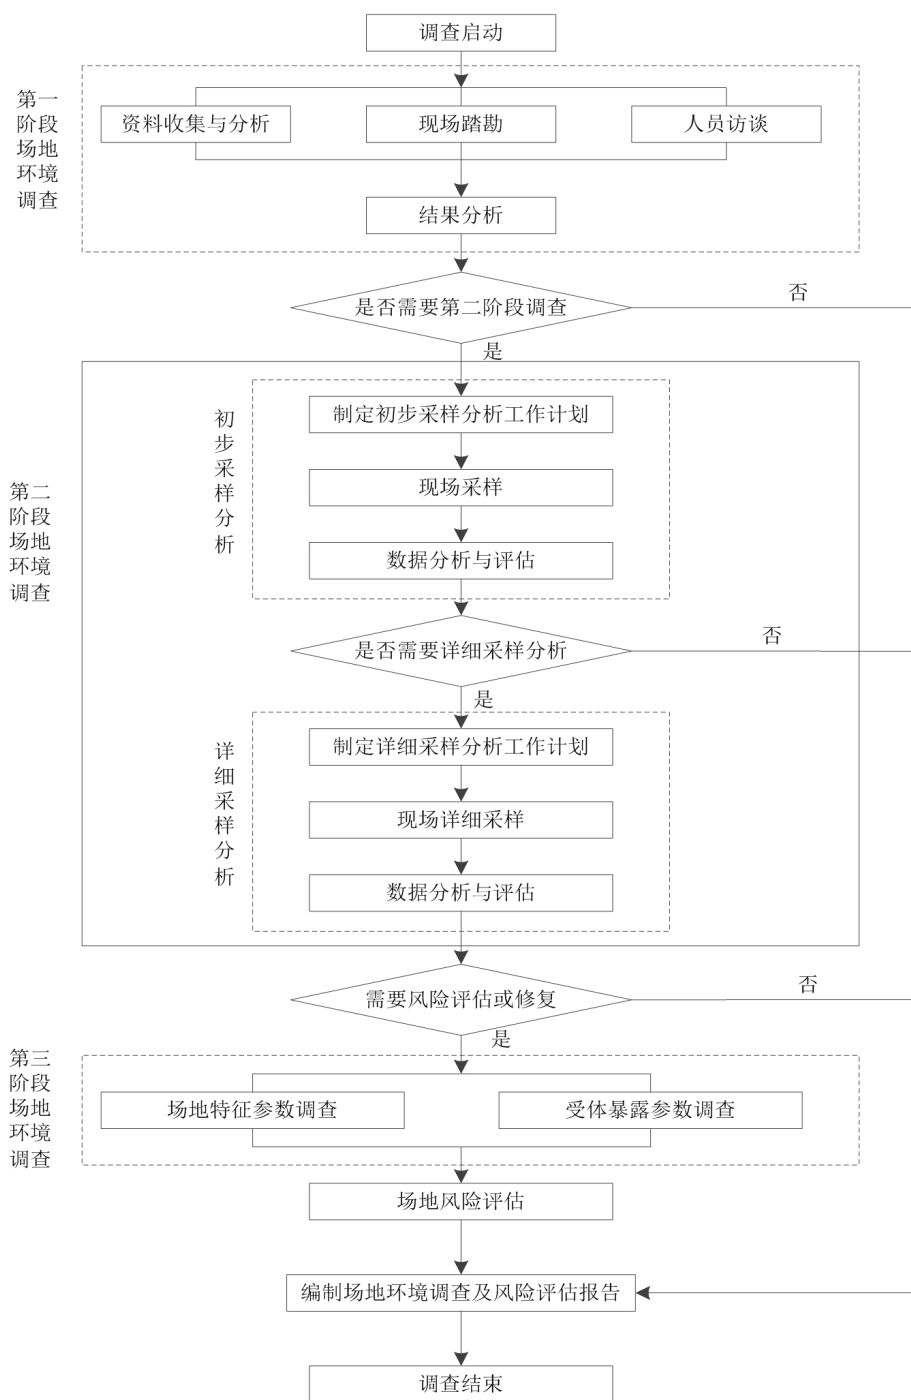 调查启动
第一
阶段
场地
环境
调查
资料收集与分析
现场踏勘
人员访谈
结果分析
是否需要第二阶段调查
否
是
第二
阶段
场地
环境
调查
初
步
采
样
分
析
制定初步采样分析工作计划
现场采样
数据分析与评估
是否需要详细采样分析
否
是
详
细
采
样
分
析
制定详细采样分析工作计划
现场详细采样
数据分析与评估
需要风险评估或修复
否
是
第三
阶段
场地
环境
调查
场地特征参数调查
受体暴露参数调查
场地风险评估
编制场地环境调查及风险评估报告
调查结束